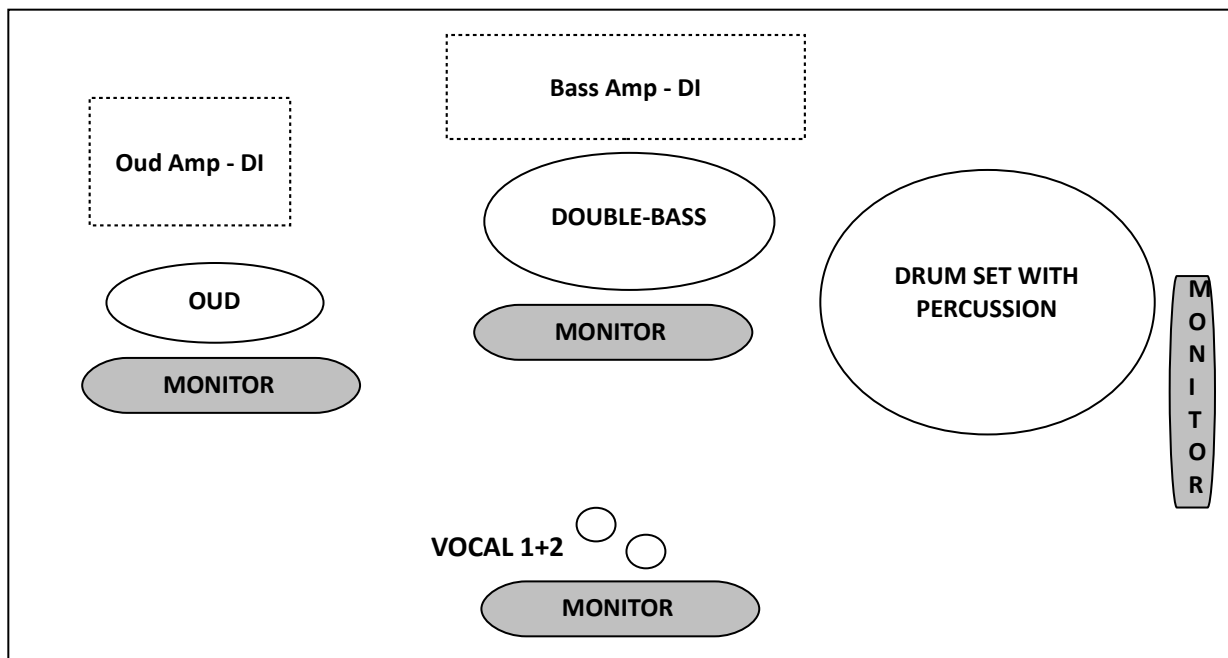 Bass Amp - DI
Oud Amp - DI
DOUBLE-BASS
DRUM SET WITH
PERCUSSION
OUD
MONITOR
MONITOR
MONITOR
VOCAL 1+2
MONITOR